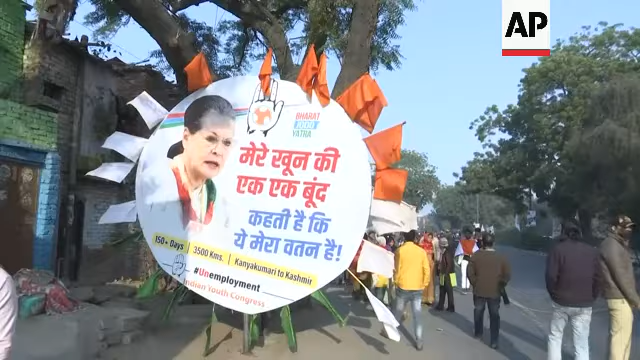 AP
BHARAT
JODO
YATRA
मेरे खून की
एक एक बूंद
कहती है कि
ये मेरा वतन है!
150+ Days
3500 Kms.
Kanyakumari to Kashmir
#Unemployment
Indian Youth Congress